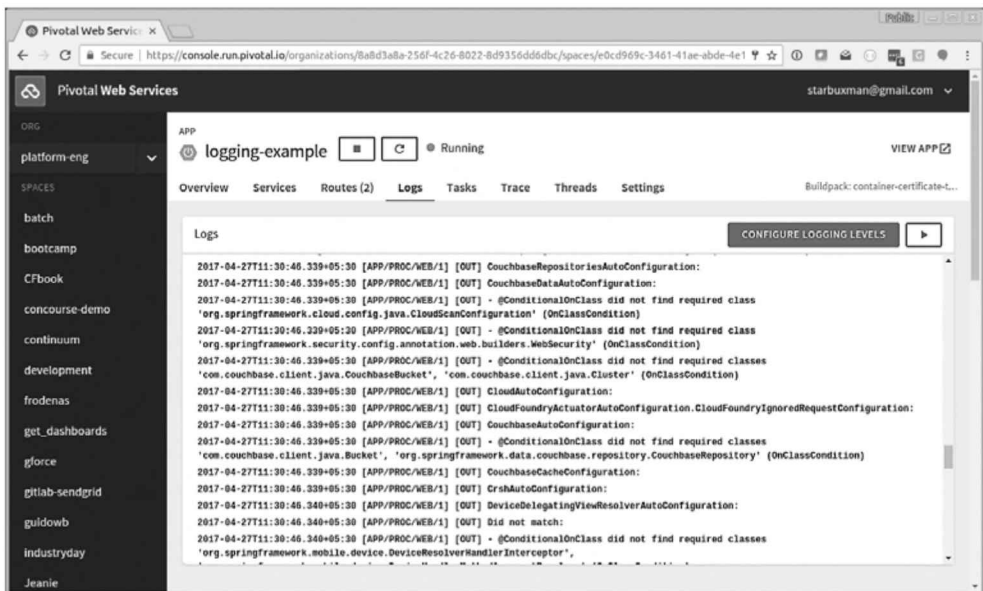 Public
Pivotal Web Servic ×
Secure | https://console.run.pivotal.io/organizations/8a8d3a8a-256f-4c26-8022-8d9356dd6dbc/spaces/e0cd969c-3461-41ae-abde-4e1
Pivotal Web Services
starbuxman@gmail.com
ORG
platform-eng
SPACES
batch
bootcamp
CFbook
concourse-demo
continuum
development
frodenas
get_dashboards
gforce
gitlab-sendgrid
guidowb
industryday
Jeanie
APP
logging-example
Running
VIEW APP
Overview Services Routes (2) Logs Tasks Trace Threads Settings
Buildpack: container-certificate-t...
Logs
CONFIGURE LOGGING LEVELS
2017-04-27T11:30:46.339+05:30 [APP/PROC/WEB/1] [OUT] CouchbaseRepositoriesAutoConfiguration:
2017-04-27T11:30:46.339+05:30 [APP/PROC/WEB/1] [OUT] CouchbaseDataAutoConfiguration:
2017-04-27T11:30:46.339+05:30 [APP/PROC/WEB/1] [OUT] - @ConditionalOnClass did not find required class
'org.springframework.cloud.config.java.CloudScanConfiguration' (OnClassCondition)
2017-04-27T11:30:46.339+05:30 [APP/PROC/WEB/1] [OUT] - @ConditionalOnClass did not find required class
'org.springframework.security.config.annotation.web.builders.WebSecurity' (OnClassCondition)
2017-04-27T11:30:46.339+05:30 [APP/PROC/WEB/1] [OUT] - @ConditionalOnClass did not find required classes
'com.couchbase.client.java.CouchbaseBucket', 'com.couchbase.client.java.Cluster' (OnClassCondition)
2017-04-27T11:30:46.339+05:30 [APP/PROC/WEB/1] [OUT] CloudAutoConfiguration:
2017-04-27T11:30:46.339+05:30 [APP/PROC/WEB/1] [OUT] CloudFoundryActuatorAutoConfiguration.CloudFoundryIgnoredRequestConfiguration:
2017-04-27T11:30:46.339+05:30 [APP/PROC/WEB/1] [OUT] CouchbaseAutoConfiguration:
2017-04-27T11:30:46.339+05:30 [APP/PROC/WEB/1] [OUT] - @ConditionalOnClass did not find required classes
'com.couchbase.client.java.Bucket', 'org.springframework.data.couchbase.repository.CouchbaseRepository' (OnClassCondition)
2017-04-27T11:30:46.339+05:30 [APP/PROC/WEB/1] [OUT] CouchbaseCacheConfiguration:
2017-04-27T11:30:46.339+05:30 [APP/PROC/WEB/1] [OUT] CrshAutoConfiguration:
2017-04-27T11:30:46.340+05:30 [APP/PROC/WEB/1] [OUT] DeviceDelegatingViewResolverAutoConfiguration:
2017-04-27T11:30:46.340+05:30 [APP/PROC/WEB/1] [OUT] Did not match:
2017-04-27T11:30:46.340+05:30 [APP/PROC/WEB/1] [OUT] - @ConditionalOnClass did not find required classes
'org.springframework.mobile.device.DeviceResolverHandlerInterceptor',